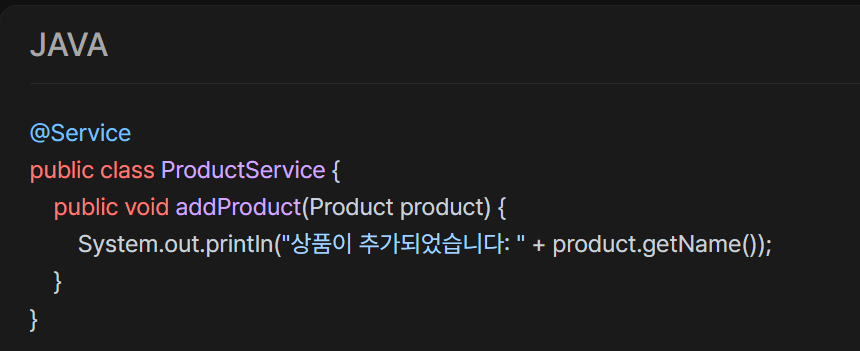 JAVA
@Service
public class ProductService {
    public void addProduct(Product product) {
        System.out.println("상품이 추가되었습니다: " + product.getName());
    }
}